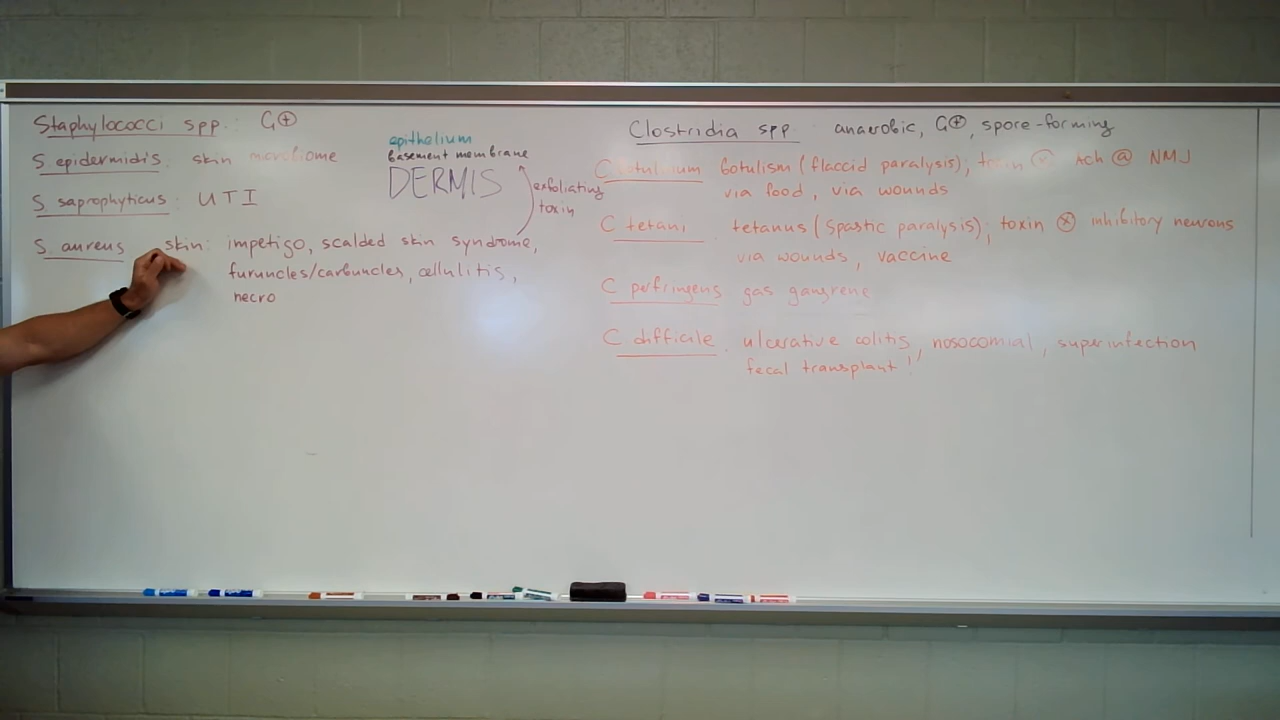 Staphylococci spp.: G⊕
S. epidermidis: skin microbiome
S. saprophyticus: UTI
S. aureus skin: impetigo, scalded skin syndrome,
furuncles/carbuncles, cellulitis,
necro
epithelium
basement membrane
DERMIS
exfoliating
toxin
Clostridia spp. anaerobic, G⊕, spore-forming
C botulinum botulism (flaccid paralysis); toxin Ach @ NMJ
via food, via wounds
C tetani tetanus (spastic paralysis); toxin ⊗ inhibitory neurons
via wounds, vaccine
C perfringens gas gangrene
C difficile ulcerative colitis, nosocomial, superinfection
fecal transplant!